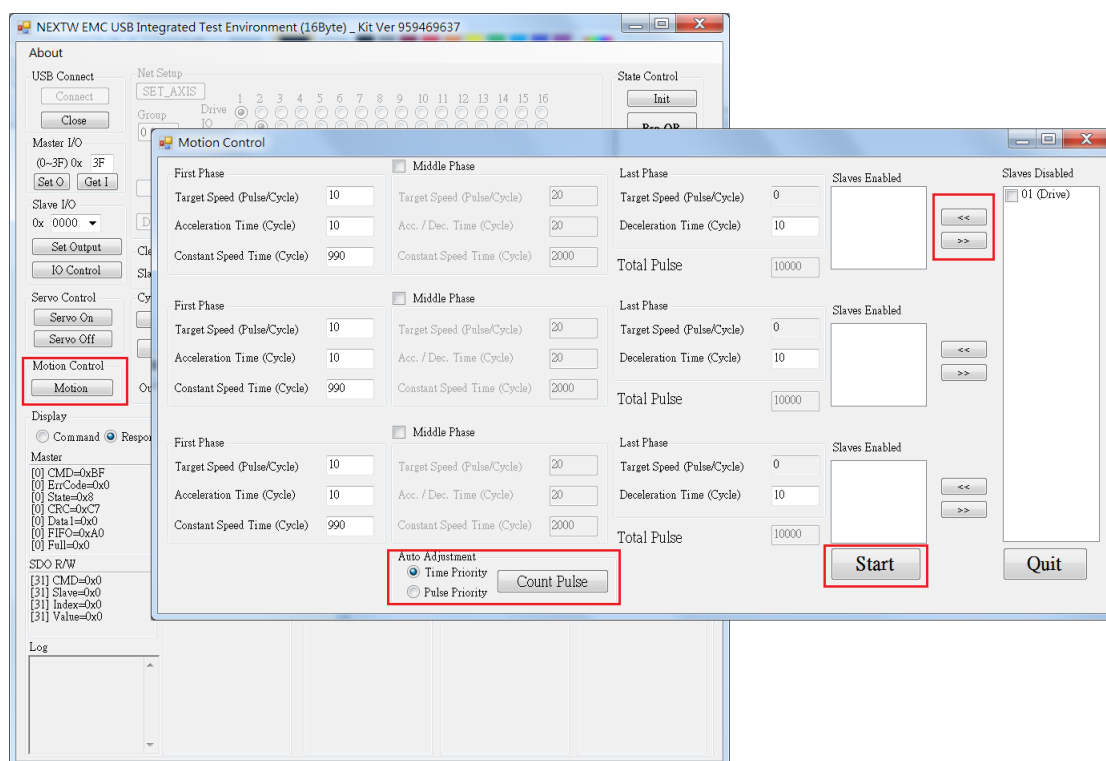 NEXTW EMC USB Integrated Test Environment (16Byte) _ Kit Ver 959469637
About
USB Connect
Connect
Close
Master I/O
(0~3F) 0x 3F
Set O Get I
Slave I/O
0x 0000
Set Output
IO Control
Servo Control
Servo On
Servo Off
Motion Control
Motion
Display
Command
Master
[0] CMD=0xBF
[0] ErrCode=0x0
[0] State=0x8
[0] CRC=0xC7
[0] Data1=0x0
[0] FIFO=0xA0
[0] Full=0x0
SDO R/W
[31] CMD=0x0
[31] Slave=0x0
[31] Index=0x0
[31] Value=0x0
Log
Net Setup
SET_AXIS
1 2 3 4 5 6 7 8 9 10 11 12 13 14 15 16
Group
Drive
IO
0
State Control
Init
Motion Control
First Phase
Target Speed (Pulse/Cycle) 10
Acceleration Time (Cycle) 10
Constant Speed Time (Cycle) 990
Middle Phase
Target Speed (Pulse/Cycle) 20
Acc. / Dec. Time (Cycle) 20
Constant Speed Time (Cycle) 2000
Last Phase
Target Speed (Pulse/Cycle) 0
Deceleration Time (Cycle) 10
Total Pulse 10000
Slaves Enabled
<<
>>
Slaves Disabled
01 (Drive)
First Phase
Target Speed (Pulse/Cycle) 10
Acceleration Time (Cycle) 10
Constant Speed Time (Cycle) 990
Middle Phase
Target Speed (Pulse/Cycle) 20
Acc. / Dec. Time (Cycle) 20
Constant Speed Time (Cycle) 2000
Last Phase
Target Speed (Pulse/Cycle) 0
Deceleration Time (Cycle) 10
Total Pulse 10000
Slaves Enabled
<<
>>
First Phase
Target Speed (Pulse/Cycle) 10
Acceleration Time (Cycle) 10
Constant Speed Time (Cycle) 990
Middle Phase
Target Speed (Pulse/Cycle) 20
Acc. / Dec. Time (Cycle) 20
Constant Speed Time (Cycle) 2000
Last Phase
Target Speed (Pulse/Cycle) 0
Deceleration Time (Cycle) 10
Total Pulse 10000
Slaves Enabled
<<
>>
Auto Adjustment
Time Priority
Pulse Priority
Count Pulse
Start
Quit